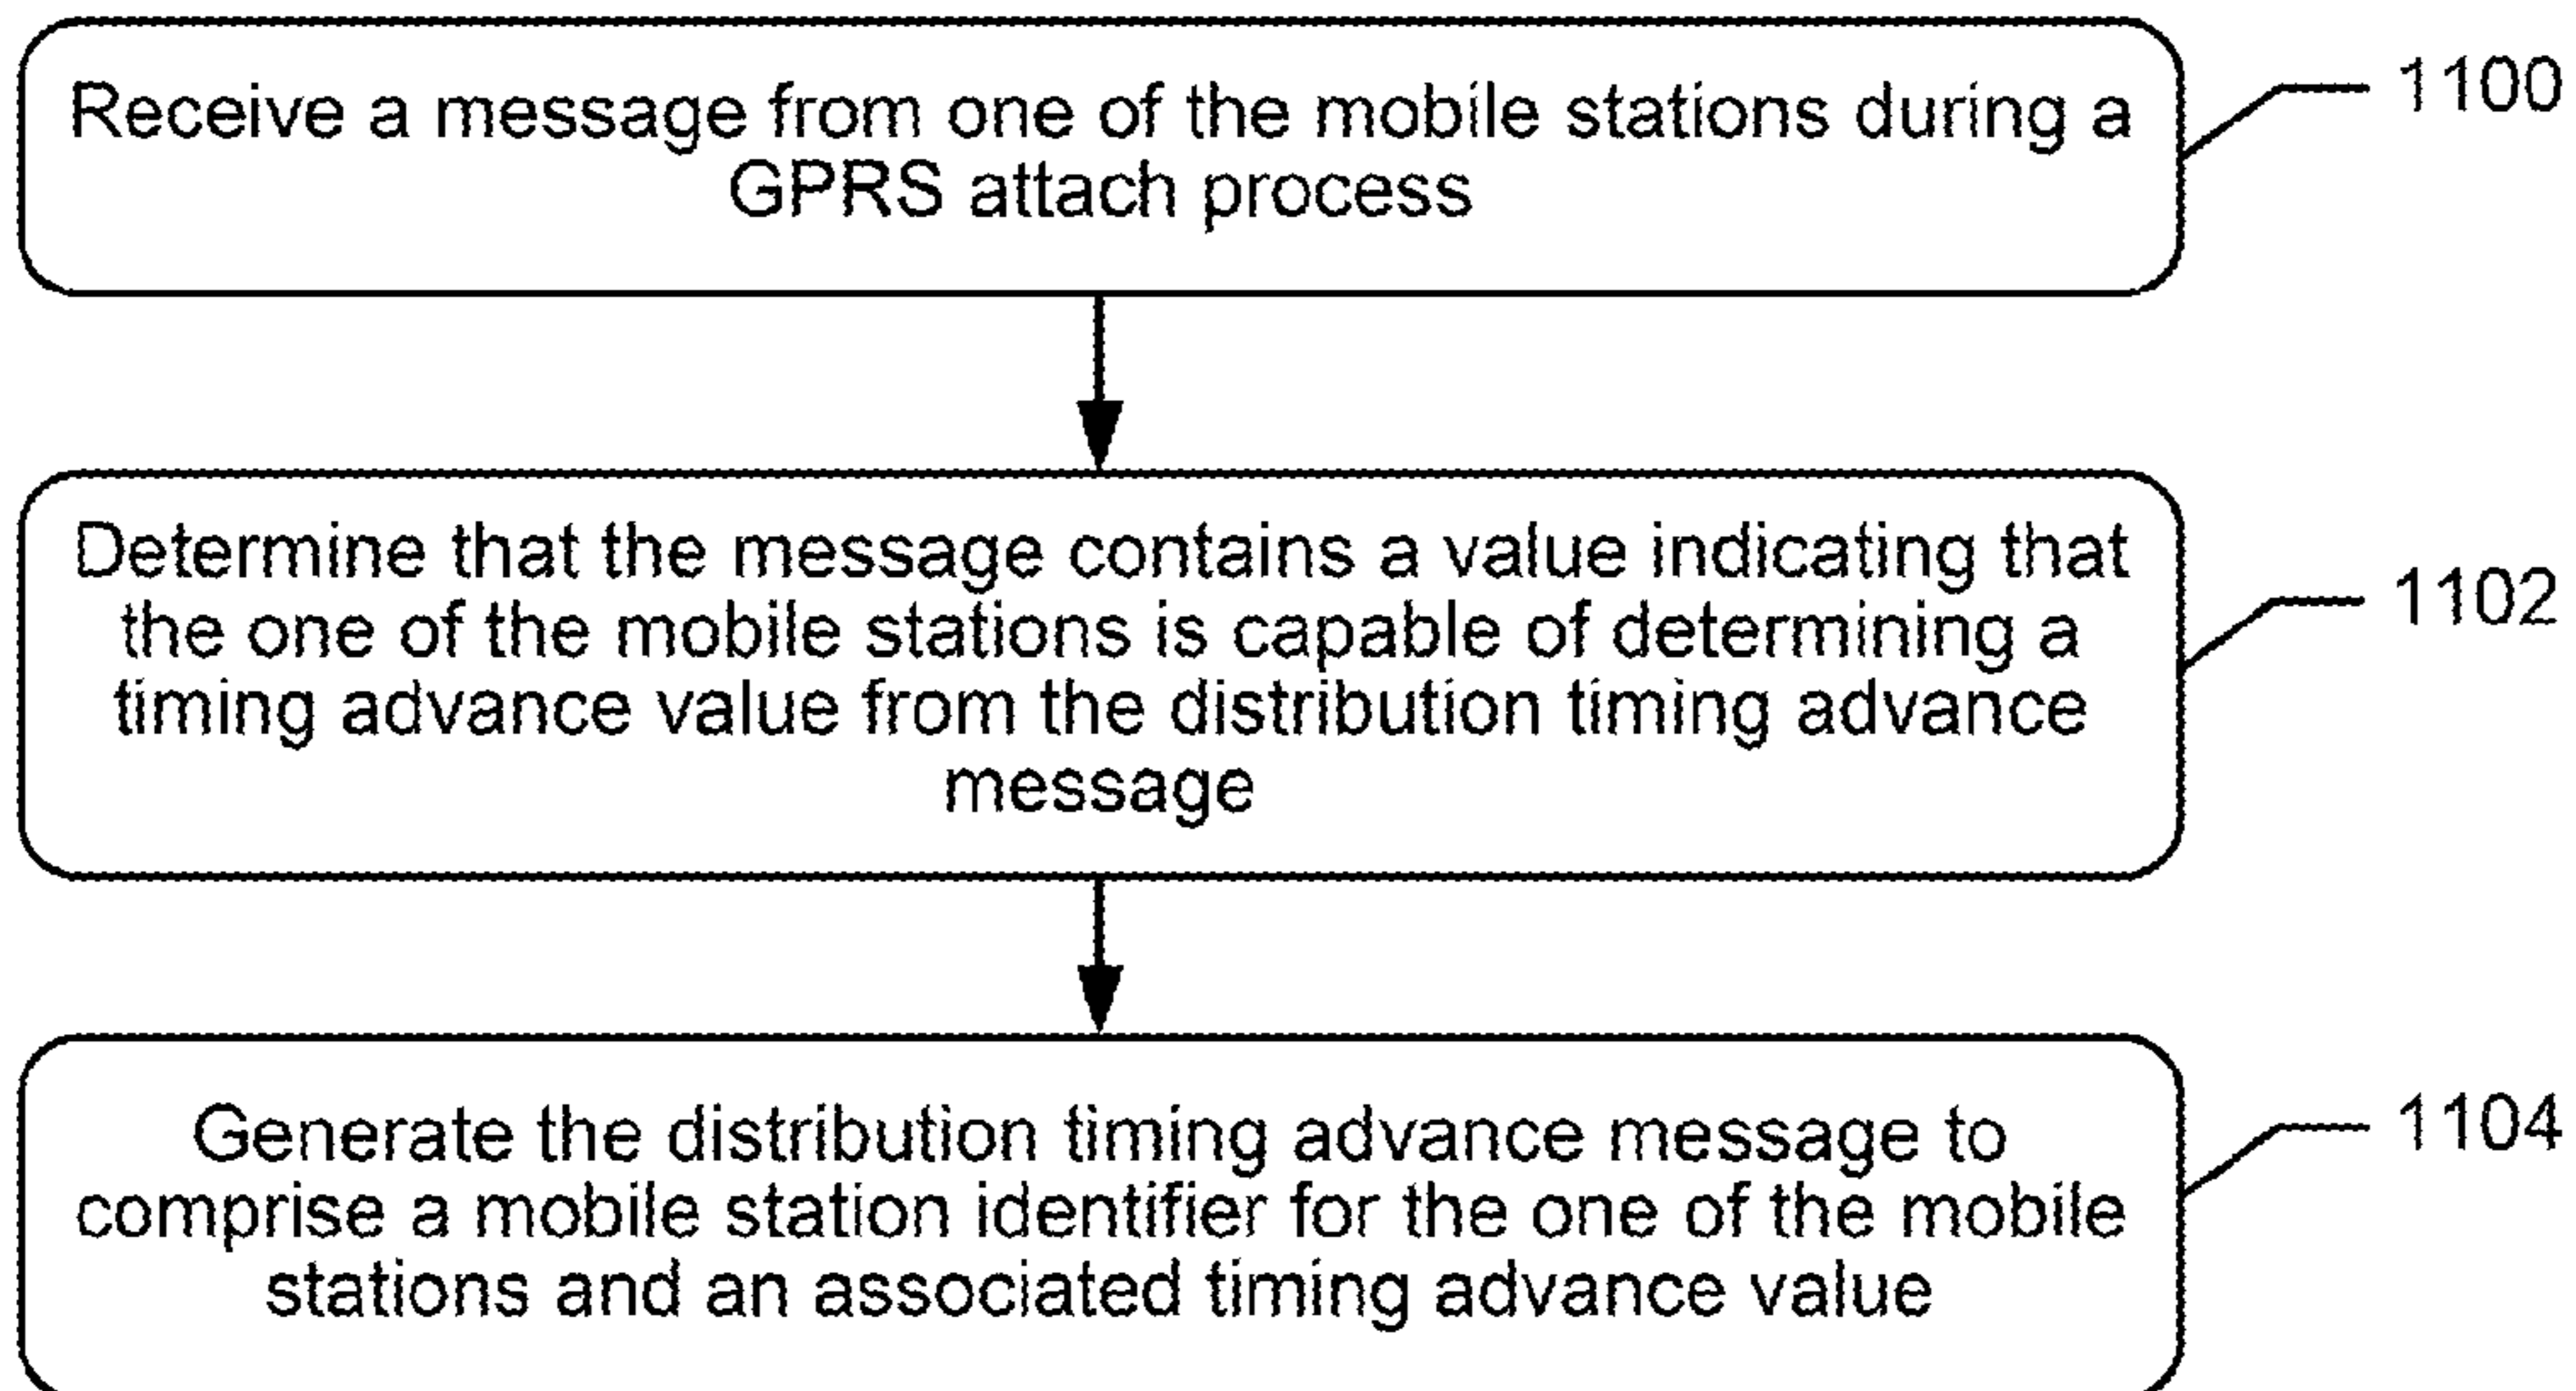 Receive a message from one of the mobile stations during a
GPRS attach process
1100
Determine that the message contains a value indicating that
the one of the mobile stations is capable of determining a
timing advance value from the distribution timing advance
message
1102
Generate the distribution timing advance message to
comprise a mobile station identifier for the one of the mobile
stations and an associated timing advance value
1104